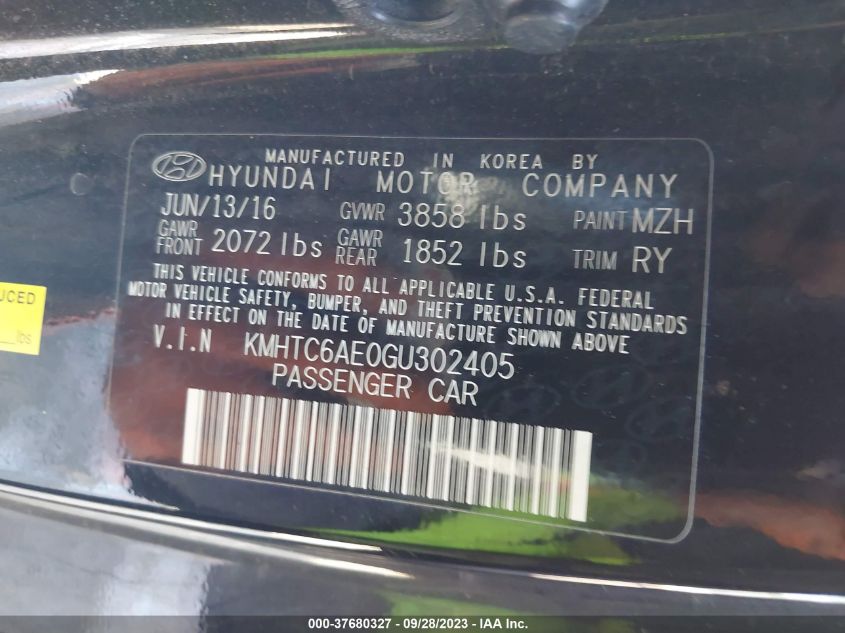 MANUFACTURED IN KOREA BY
HYUNDAI MOTOR COMPANY
JUN/13/16 GVWR 3858 lbs PAINT MZH
GAWR FRONT 2072 lbs GAWR REAR 1852 lbs TRIM RY
THIS VEHICLE CONFORMS TO ALL APPLICABLE U.S.A. FEDERAL
MOTOR VEHICLE SAFETY, BUMPER, AND THEFT PREVENTION STANDARDS
IN EFFECT ON THE DATE OF MANUFACTURE SHOWN ABOVE
V.I.N KMHTC6AE0GU302405
PASSENGER CAR
UCED
lbs
000-37680327 - 09/28/2023 - IAAI.com.